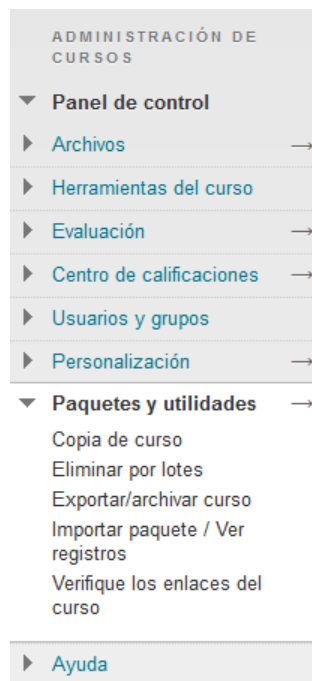 ADMINISTRACIÓN DE
CURSOS
Panel de control
Archivos
Herramientas del curso
Evaluación
Centro de calificaciones
Usuarios y grupos
Personalización
Paquetes y utilidades
Copia de curso
Eliminar por lotes
Exportar/archivar curso
Importar paquete / Ver
registros
Verifique los enlaces del
curso
Ayuda